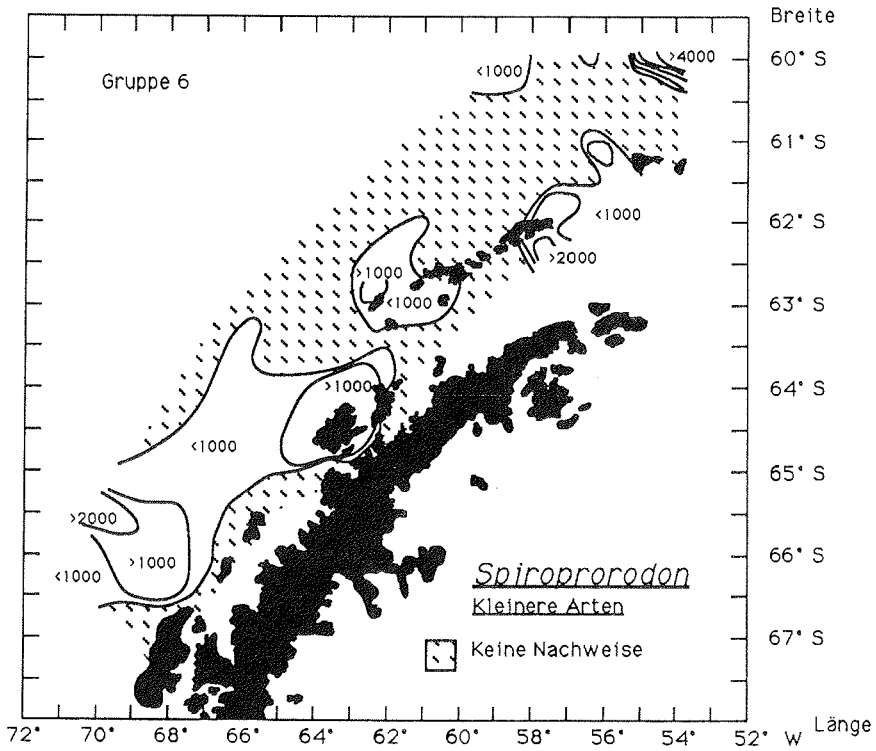 Breite
Gruppe 6
<1000
>4000
60° S
61° S
<1000
62° S
>2000
>1000
<1000
63° S
>1000
64° S
<1000
65° S
>2000
<1000
>1000
66° S
Spiroprorodon
Kleinere Arten
Keine Nachweise
67° S
72° 70° 68° 66° 64° 62° 60° 58° 56° 54° 52° W Länge